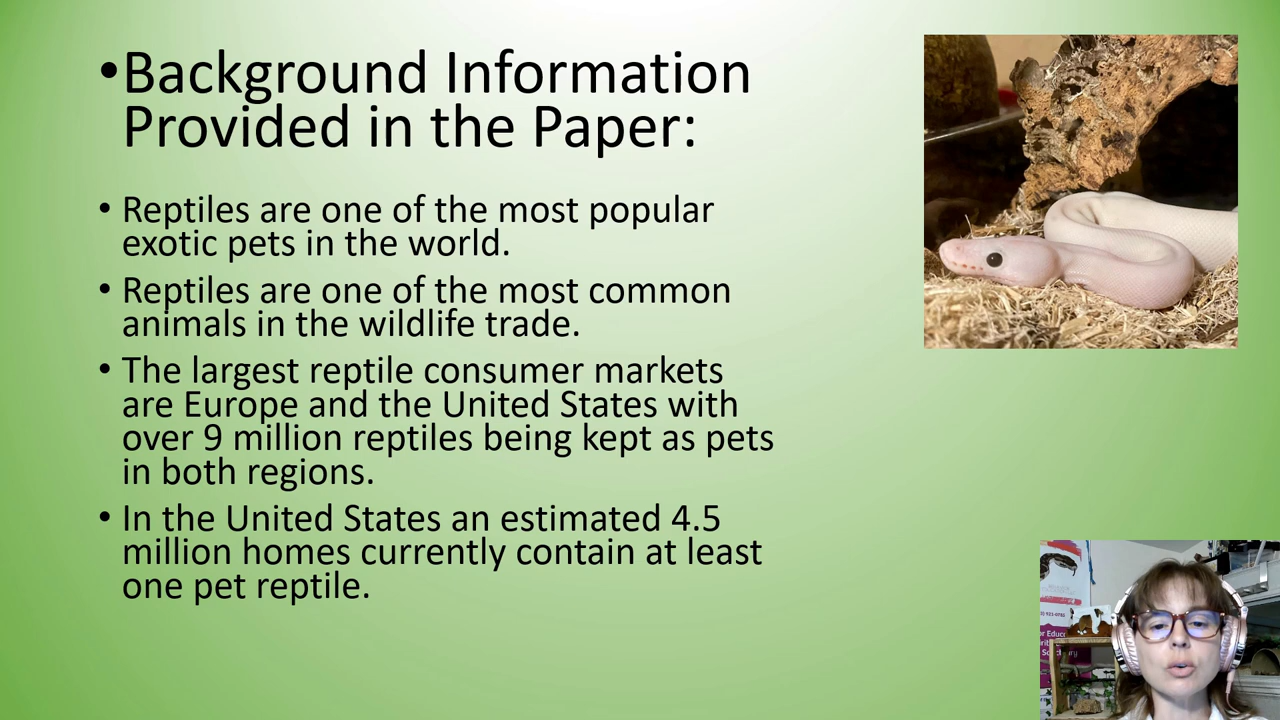 •Background Information
Provided in the Paper:
• Reptiles are one of the most popular
exotic pets in the world.
• Reptiles are one of the most common
animals in the wildlife trade.
• The largest reptile consumer markets
are Europe and the United States with
over 9 million reptiles being kept as pets
in both regions.
• In the United States an estimated 4.5
million homes currently contain at least
one pet reptile.